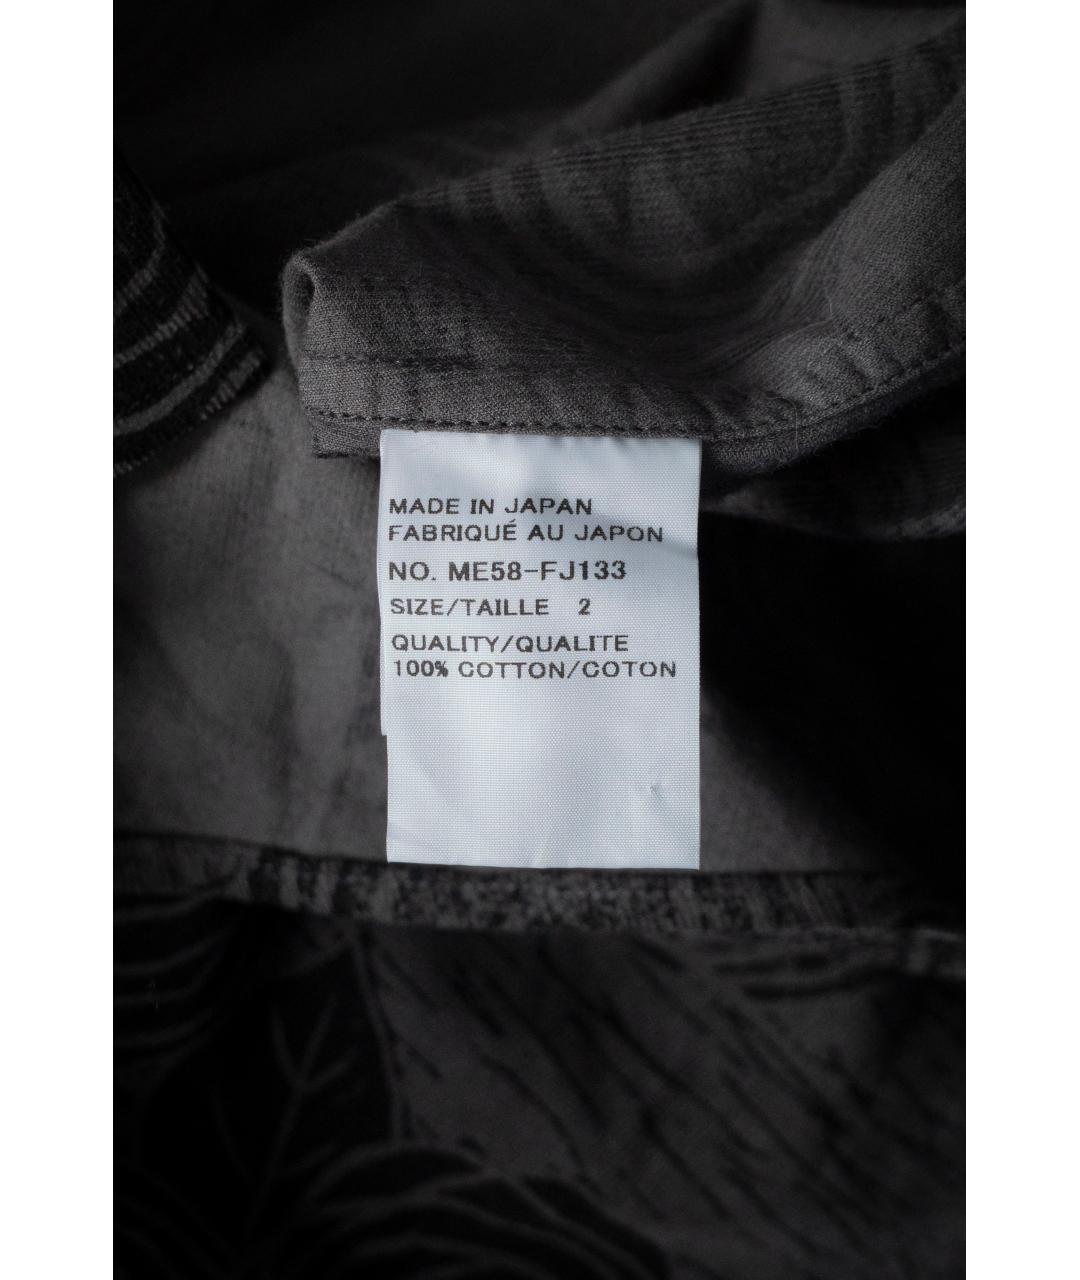 MADE IN JAPAN
FABRIQUÉ AU JAPON
NO. ME58-FJ133
SIZE/TAILLE 2
QUALITY/QUALITE
100% COTTON/COTON